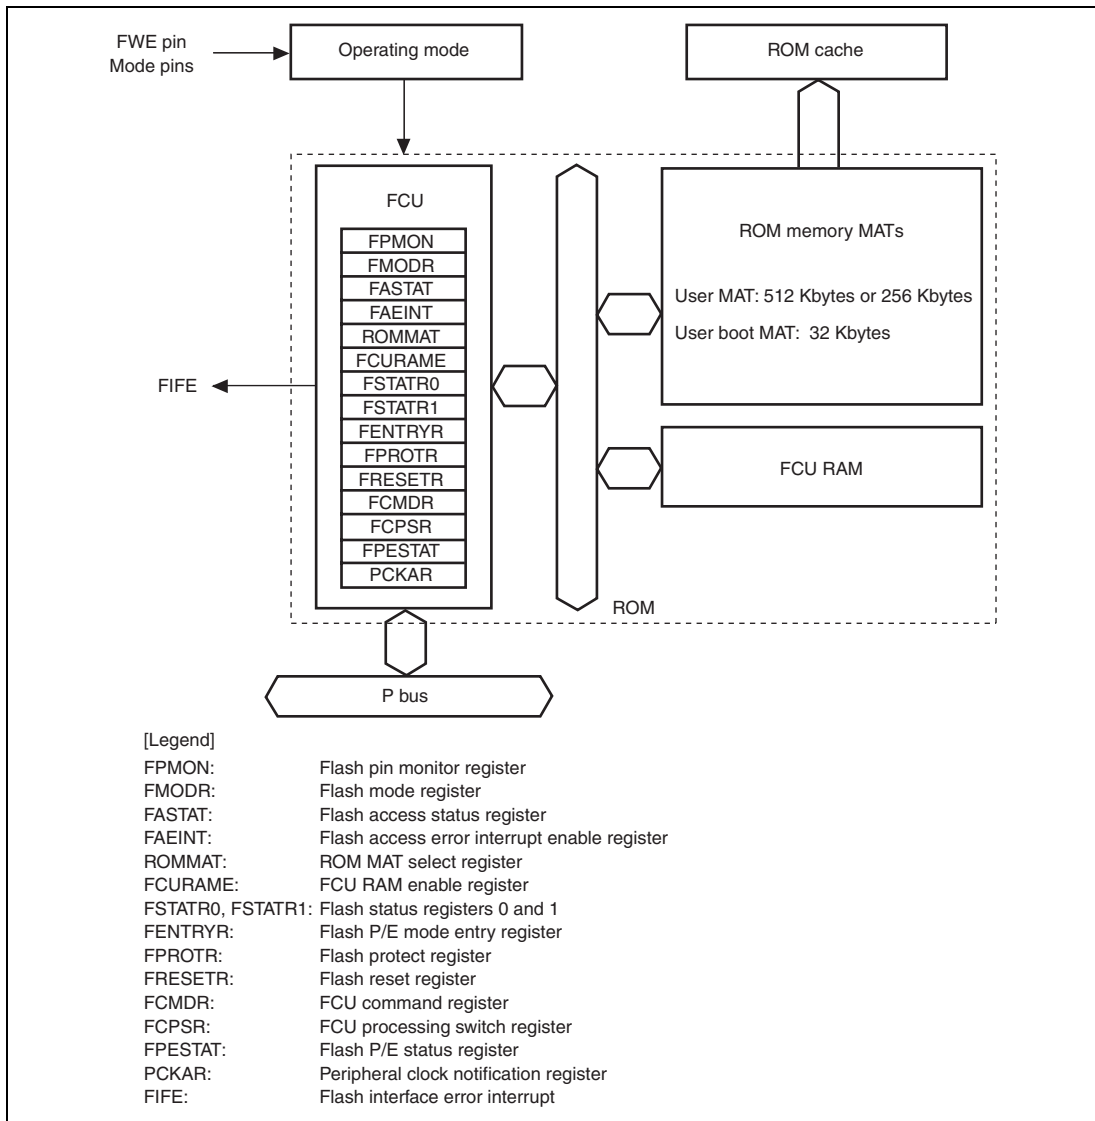 FWE pin
Mode pins
Operating mode
ROM cache
FCU
FPMON
FMODR
FASTAT
FAEINT
ROMMAT
FCURAME
FSTATR0
FSTATR1
FENTRYR
FPROTR
FRESETR
FCMDR
FCPSR
FPESTAT
PCKAR
FIFE
ROM memory MATs
User MAT: 512 Kbytes or 256 Kbytes
User boot MAT: 32 Kbytes
FCU RAM
ROM
P bus
[Legend]
FPMON: Flash pin monitor register
FMODR: Flash mode register
FASTAT: Flash access status register
FAEINT: Flash access error interrupt enable register
ROMMAT: ROM MAT select register
FCURAME: FCU RAM enable register
FSTATR0, FSTATR1: Flash status registers 0 and 1
FENTRYR: Flash P/E mode entry register
FPROTR: Flash protect register
FRESETR: Flash reset register
FCMDR: FCU command register
FCPSR: FCU processing switch register
FPESTAT: Flash P/E status register
PCKAR: Peripheral clock notification register
FIFE: Flash interface error interrupt